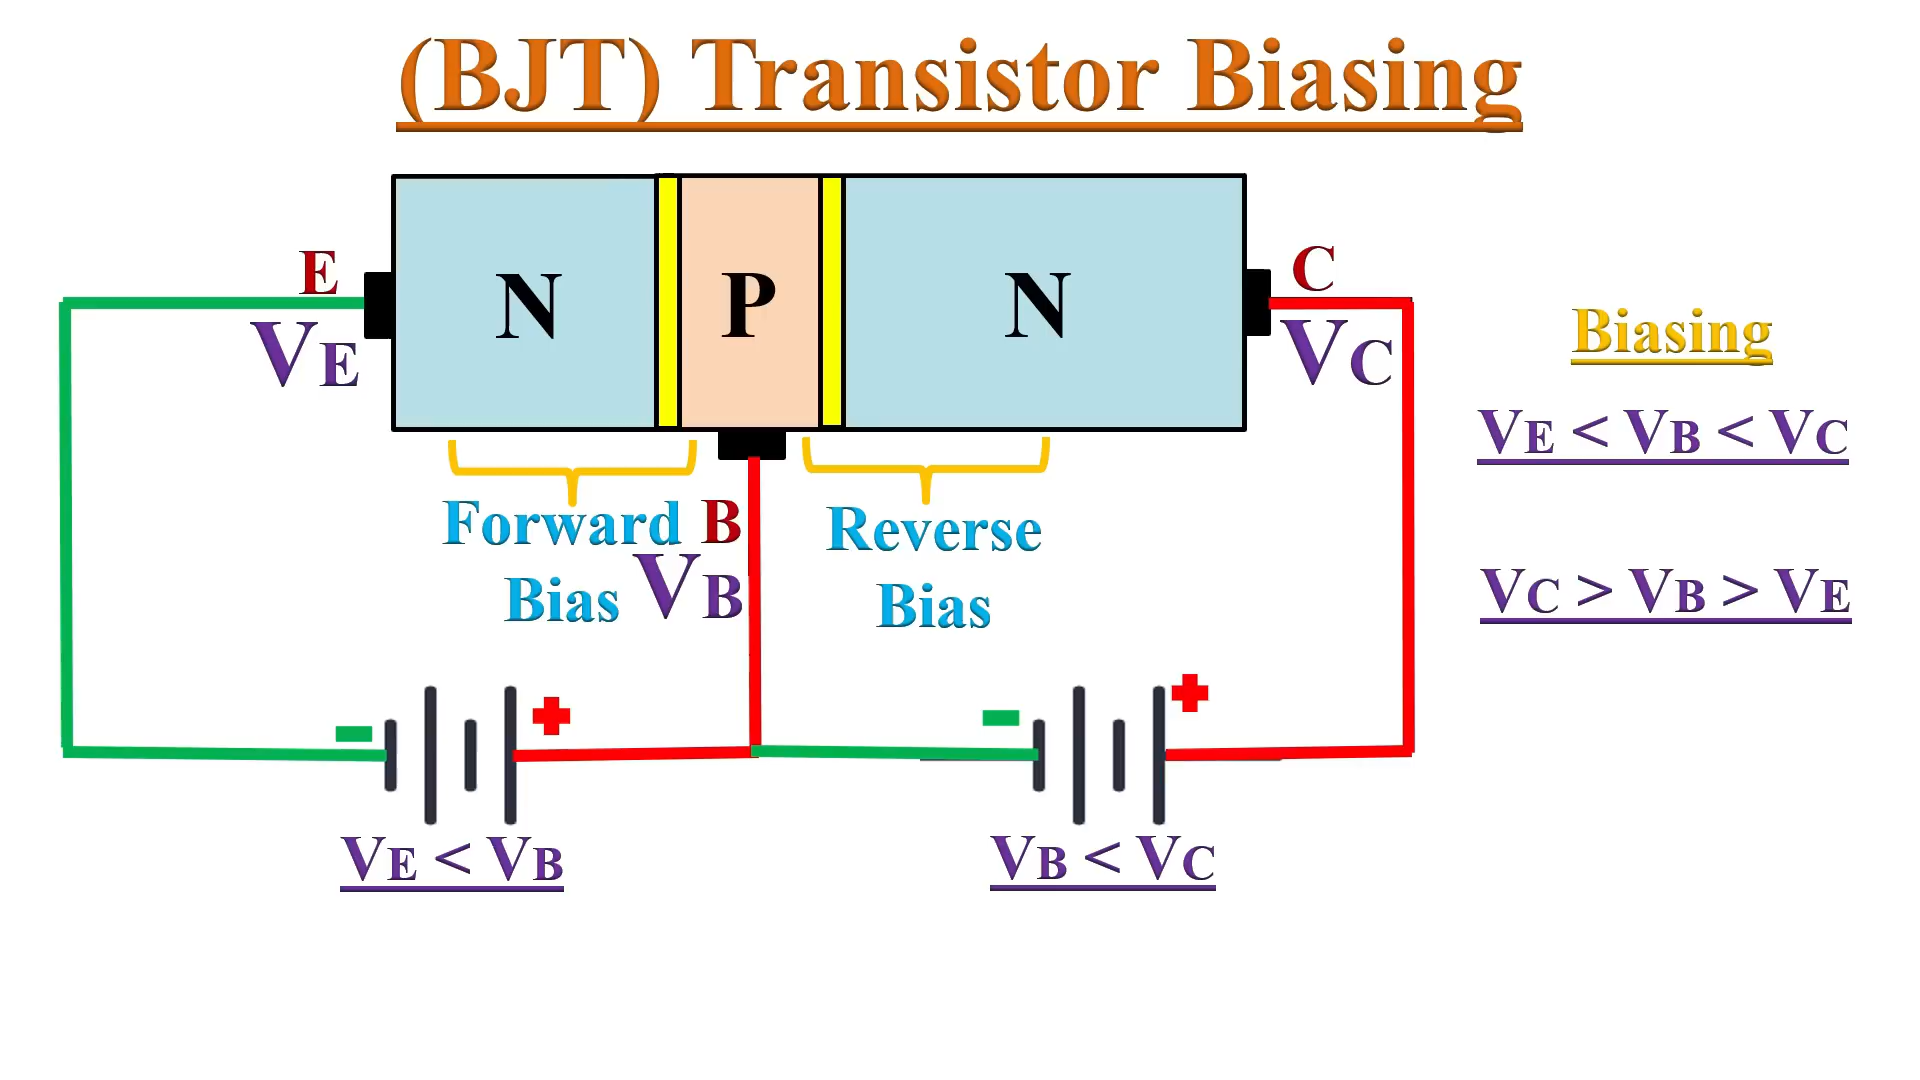 (BJT) Transistor Biasing
E
C
N P N
VE
VC
Biasing
VE < VB < VC
Forward B
Bias VB
Reverse
Bias
VC > VB > VE
- +
- +
VE < VB
VB < VC